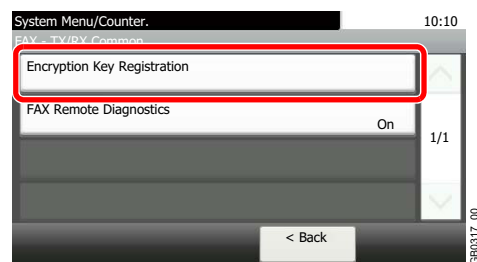 System Menu/Counter.
10:10
FAX - TX/RX Common
Encryption Key Registration
FAX Remote Diagnostics
On
1/1
< Back
GB0317_00